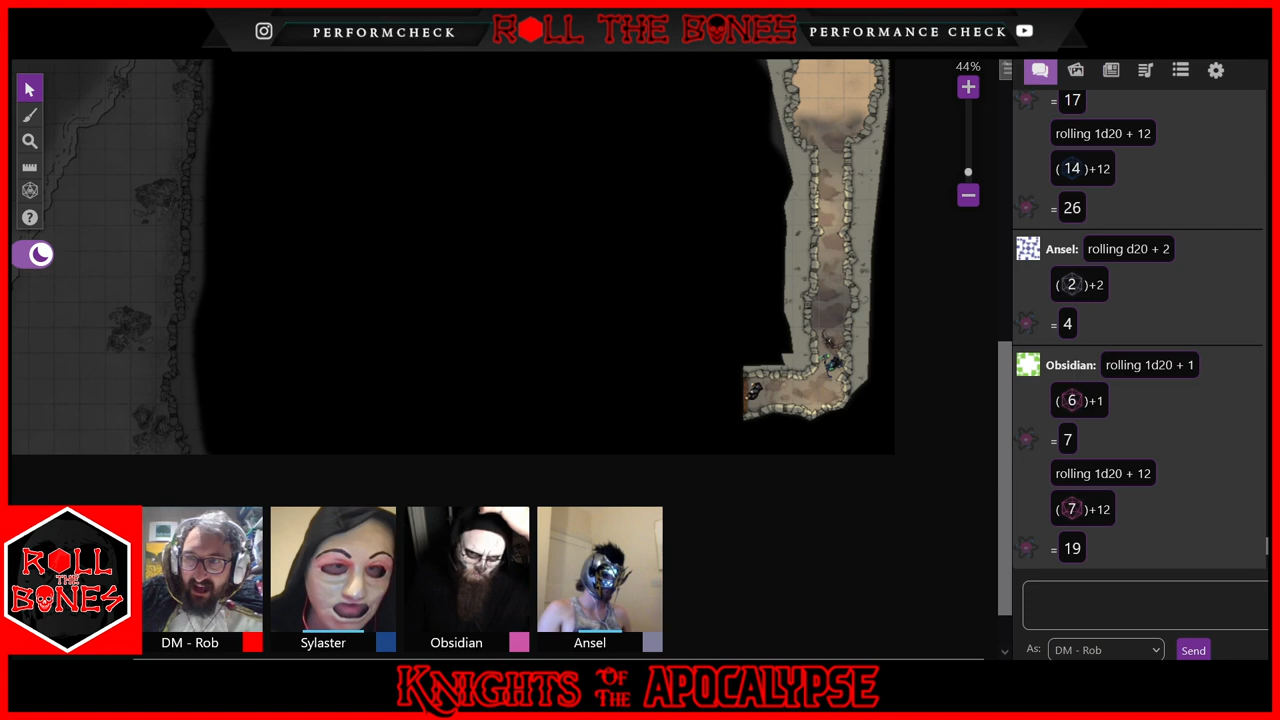 PERFORMCHECK
ROLL THE BONES
PERFORMANCE CHECK
44%
= 17
rolling 1d20 + 12
(14)+12
= 26
Ansel: rolling d20 + 2
(2)+2
= 4
Obsidian: rolling 1d20 + 1
(6)+1
= 7
rolling 1d20 + 12
(7)+12
= 19
ROLL
THE
BONES
DM - Rob
Sylaster
Obsidian
Ansel
As: DM - Rob
Send
KNIGHTS OF THE APOCALYPSE